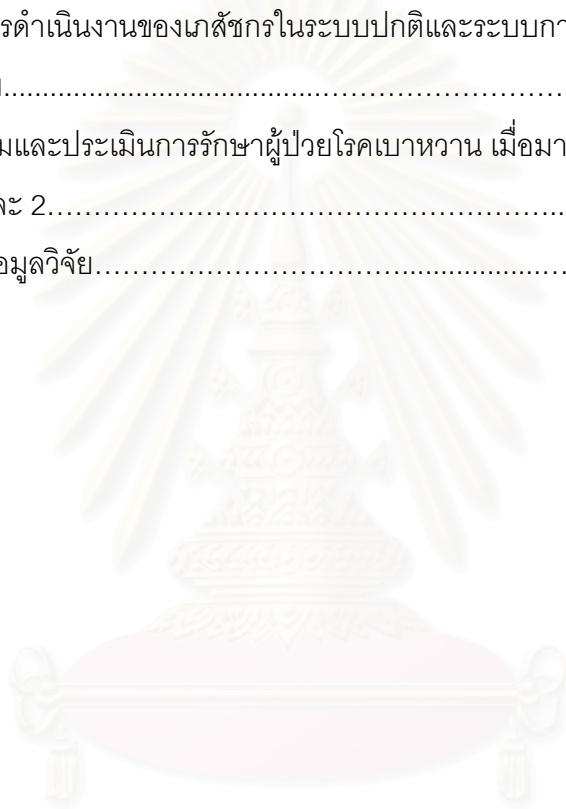 รดำเนินงานของเภสัชกรในระบบปกติและระบบกา
..............................................................................
มและประเมินการรักษาผู้ป่วยโรคเบาหวาน เมื่อมา
ละ 2..............................................................
อมูลวิจัย..............................................................